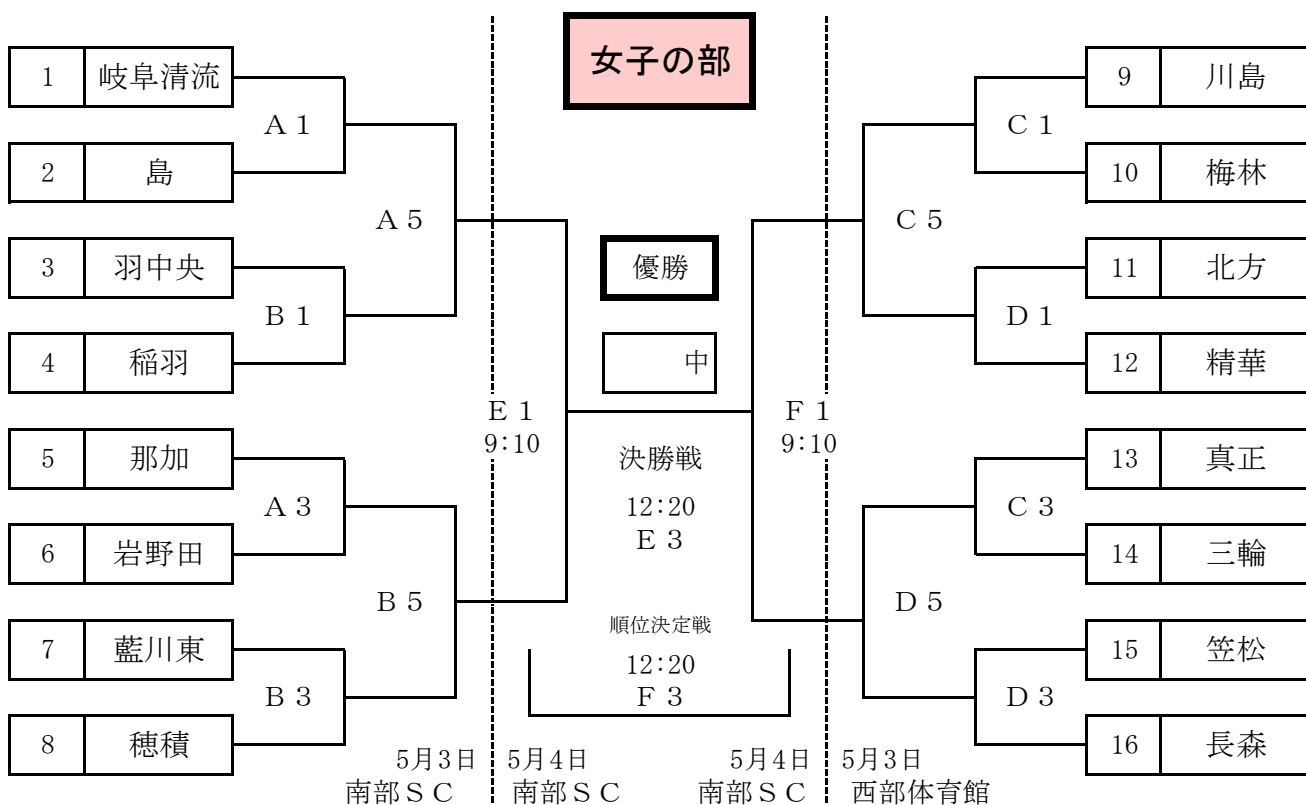 女子の部
1 岐阜清流
Ａ１
2 島
Ａ５
3 羽中央
Ｂ１
4 稲羽
5 那加
Ａ３
6 岩野田
Ｂ５
7 藍川東
Ｂ３
8 穂積
Ｅ１
9:10
優勝
中
決勝戦
12:20
Ｅ３
順位決定戦
12:20
Ｆ３
Ｆ１
9:10
9 川島
Ｃ１
10 梅林
Ｃ５
11 北方
Ｄ１
12 精華
13 真正
Ｃ３
14 三輪
Ｄ５
15 笠松
Ｄ３
16 長森
5月3日 5月4日 5月4日 5月3日
南部ＳＣ 南部ＳＣ 南部ＳＣ 西部体育館